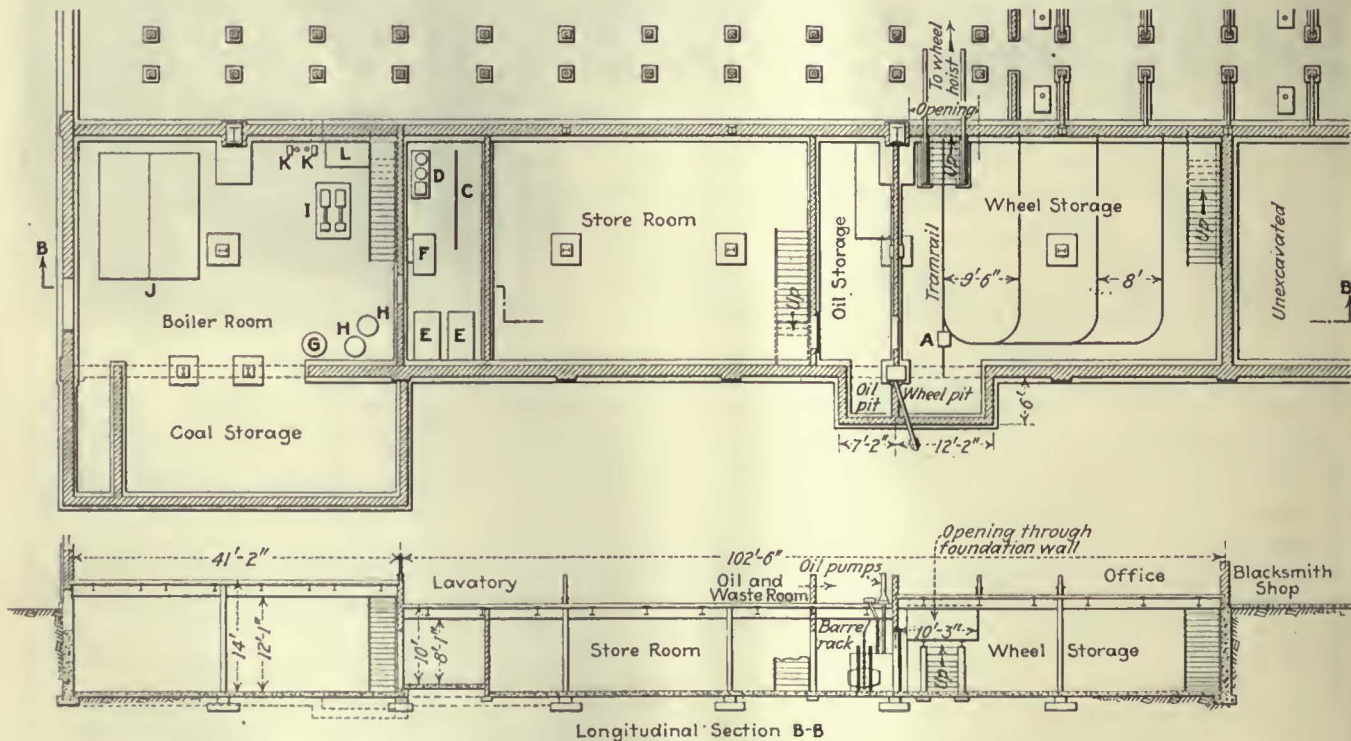 To wheel
hoist
Opening
K K L
D
C
I
Up
Store Room
Wheel Storage
Up
B
F
Oil Storage
Tramrail
9'-6"
8'
Unexcavated
B
J
Boiler Room
H
H
G
E E
Up
A
Oil
pit
Wheel pit
6'
Coal Storage
7'-2"
12'-2"
Opening through
foundation wall
41'-2"
102'-6"
Oil pumps
Lavatory
Oil and
Waste Room
Office
Blacksmith
Shop
14'
12'-1"
10'
8'-1"
Store Room
Barrel
rack
10'-3"
Up
Wheel Storage
Longitudinal Section B-B